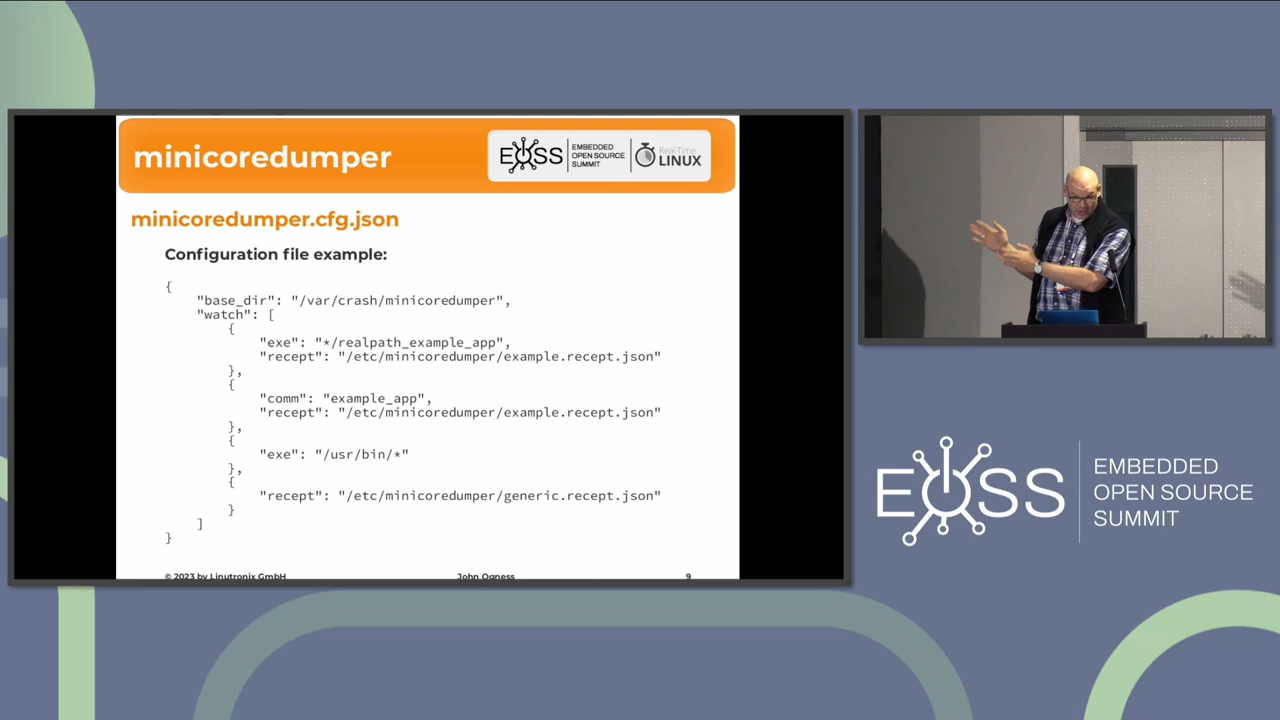 minicoredumper
EOSS
EMBEDDED
OPEN SOURCE
SUMMIT
Real-Time
LINUX
minicoredumper.cfg.json
Configuration file example:
{
    "base_dir": "/var/crash/minicoredumper",
    "watch": [
        {
            "exe": "*/realpath_example_app",
            "recept": "/etc/minicoredumper/example.recept.json"
        },
        {
            "comm": "example_app",
            "recept": "/etc/minicoredumper/example.recept.json"
        },
        {
            "exe": "/usr/bin/*"
        },
        {
            "recept": "/etc/minicoredumper/generic.recept.json"
        }
    ]
}
© 2023 by Linutronix GmbH John Ogness 9
EOSS
EMBEDDED
OPEN SOURCE
SUMMIT